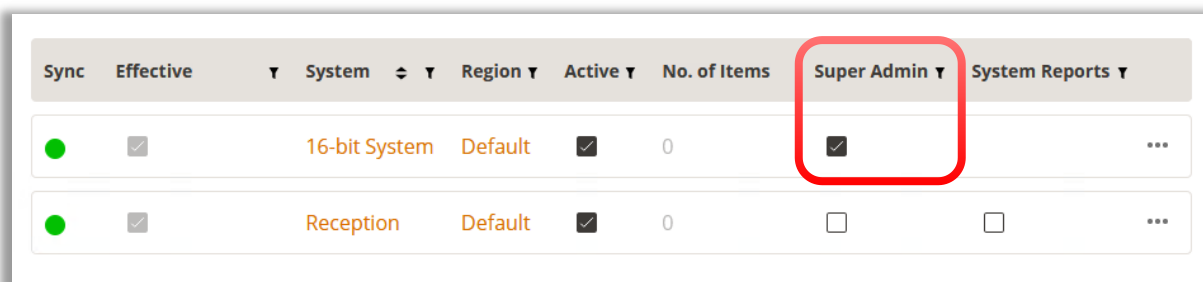 Sync Effective System Region Active No. of Items Super Admin System Reports
16-bit System Default 0
Reception Default 0